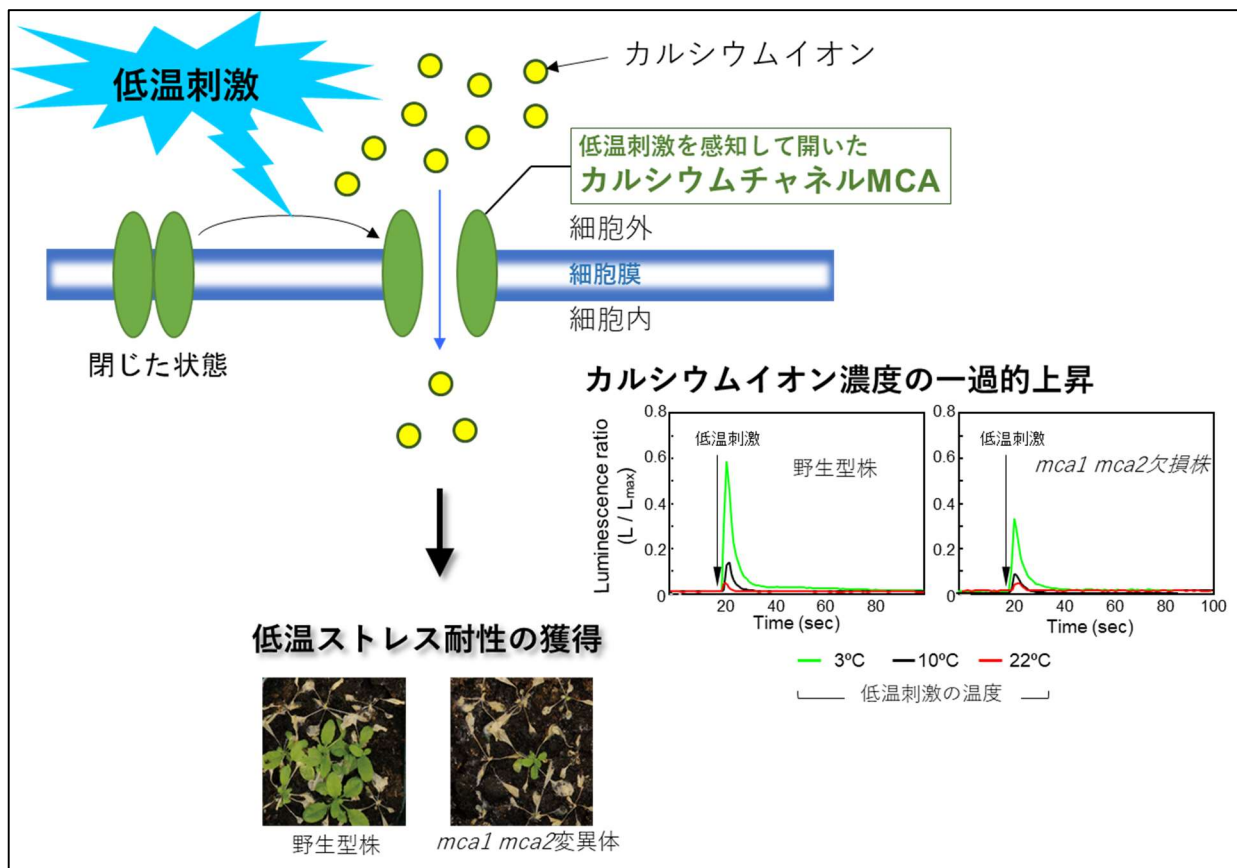 低温刺激
カルシウムイオン
低温刺激を感知して開いた
カルシウムチャネルMCA
細胞外
細胞膜
細胞内
閉じた状態
カルシウムイオン濃度の一過的上昇
Luminescence ratio
(L / Lmax)
0.8
0.6
0.4
0.2
0
低温刺激
野生型株
20 40 60 80
Time (sec)
0.8
0.6
0.4
0.2
0
低温刺激
mca1 mca2欠損株
20 40 60 80 100
Time (sec)
3ºC 10ºC 22ºC
低温刺激の温度
低温ストレス耐性の獲得
野生型株
mca1 mca2変異体